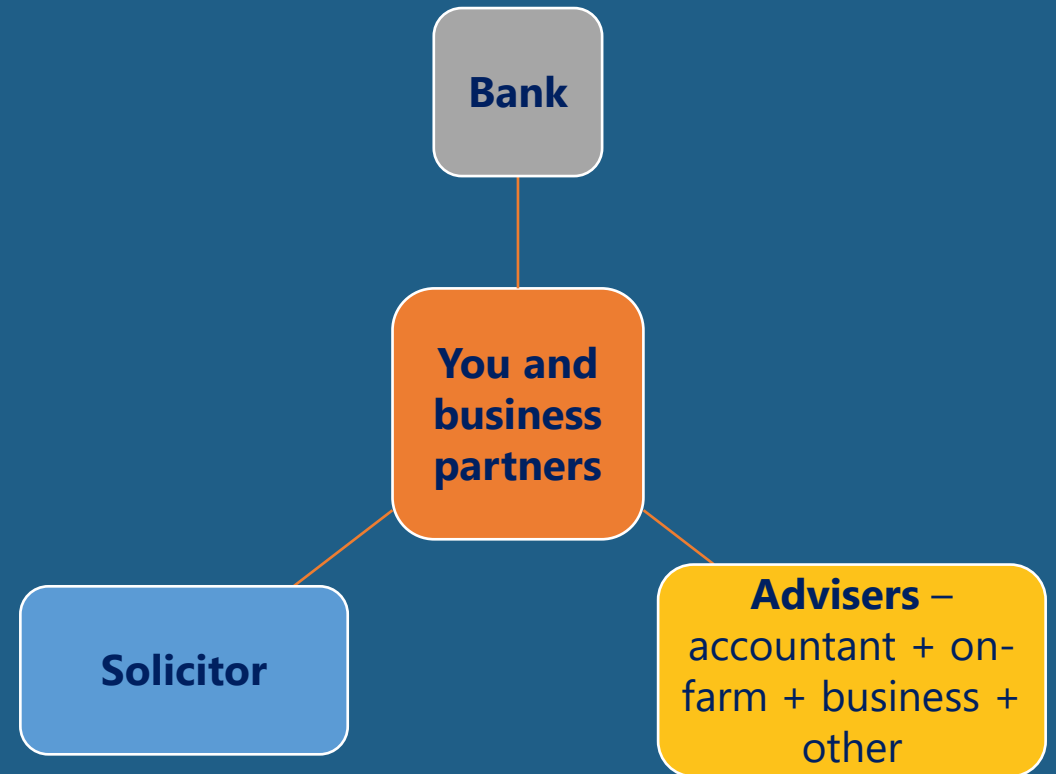 Bank
You and
business
partners
Solicitor
Advisers –
accountant + on-
farm + business +
other